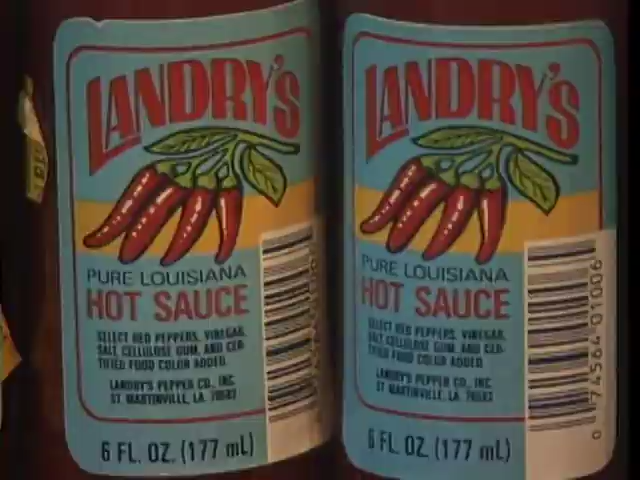 LANDRY'S
PURE LOUISIANA
HOT SAUCE
SELECT RED PEPPERS, VINEGAR,
SALT, CELLULOSE GUM, AND CER-
TIFIED FOOD COLOR ADDED.
LANDRY'S PEPPER CO., INC.
ST. MARTINVILLE, LA. 70582
6 FL. OZ. (177 mL)
LANDRY'S
PURE LOUISIANA
HOT SAUCE
SELECT RED PEPPERS, VINEGAR,
SALT, CELLULOSE GUM, AND CER-
TIFIED FOOD COLOR ADDED.
LANDRY'S PEPPER CO., INC.
ST. MARTINVILLE, LA. 70582
6 FL. OZ. (177 mL)
0 74564 01006